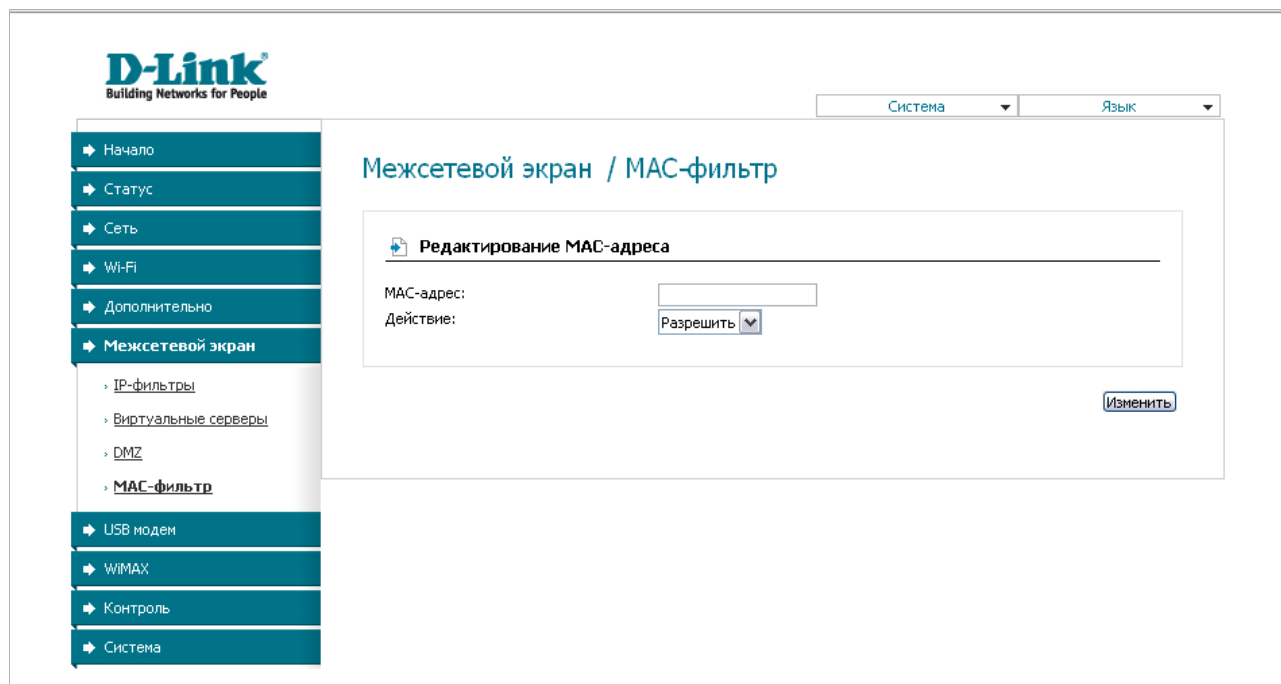 D-Link
Building Networks for People
Система
Язык
Начало
Статус
Сеть
Wi-Fi
Дополнительно
Межсетевой экран
IP-фильтры
Виртуальные серверы
DMZ
MAC-фильтр
USB модем
WiMAX
Контроль
Система
Межсетевой экран / MAC-фильтр
Редактирование MAC-адреса
MAC-адрес:
Действие: Разрешить
Изменить